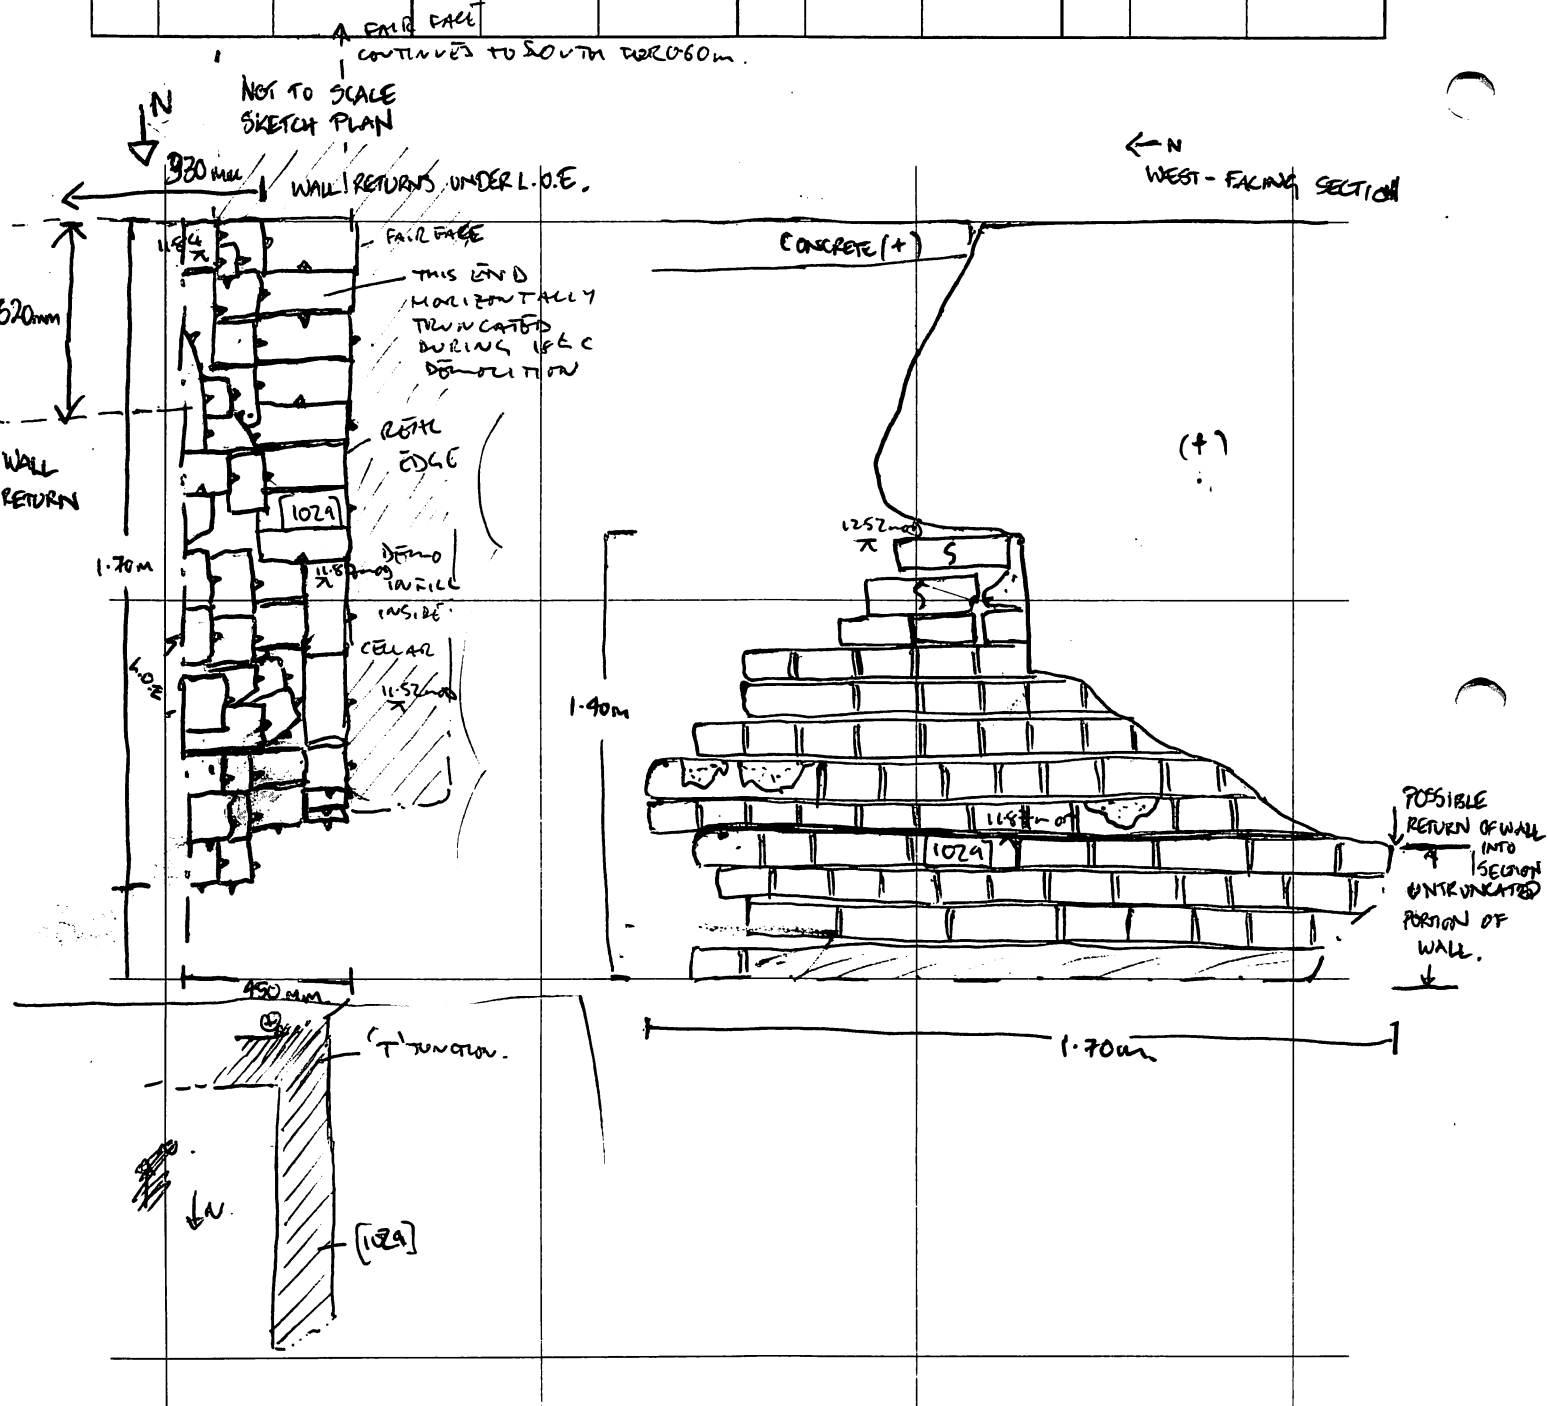 FAIR FACE
CONTINUES TO SOUTH FOR 0.60m.
NOT TO SCALE
SKETCH PLAN
N
930mm
WALL RETURNS UNDER L.O.E.
FAIR FACE
THIS END
HORIZONTALLY
TRUNCATED
DURING
DEMOLITION
520mm
WALL
RETURN
REAR
EDGE
[1029]
1.70m
DEMO
INFILL
INSIDE
CELLAR
11.52mod
L.O.E
450mm
'T' JUNCTION.
N
[1029]
← N
WEST-FACING SECTION
CONCRETE (+)
(+)
12.52mod
S
S
1.40m
[1029]
POSSIBLE
RETURN OF WALL
INTO
SECTION
UNTRUNCATED
PORTION OF
WALL.
1.70m